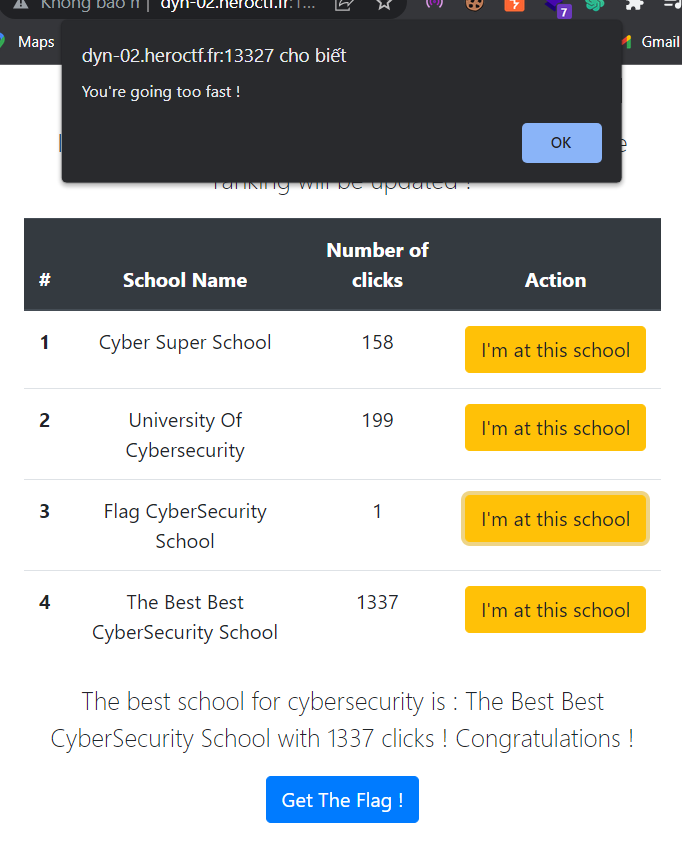 Không bảo m
dyn-02.heroctf.fr:1...
7
Maps
Gmail
dyn-02.heroctf.fr:13327 cho biết
You're going too fast !
OK
ranking will be updated !
# School Name Number of clicks Action
1 Cyber Super School 158 I'm at this school
2 University Of Cybersecurity 199 I'm at this school
3 Flag CyberSecurity School 1 I'm at this school
4 The Best Best CyberSecurity School 1337 I'm at this school
The best school for cybersecurity is : The Best Best
CyberSecurity School with 1337 clicks ! Congratulations !
Get The Flag !